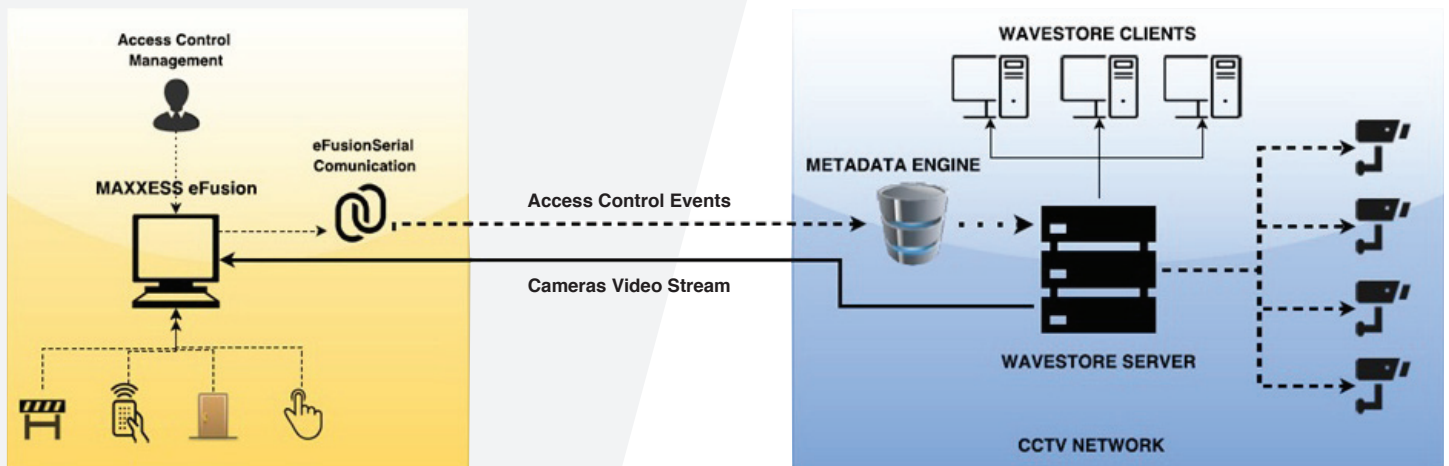 Access Control
Management
eFusionSerial
Comunication
MAXXESS eFusion
Access Control Events
Cameras Video Stream
WAVESTORE CLIENTS
METADATA ENGINE
WAVESTORE SERVER
CCTV NETWORK